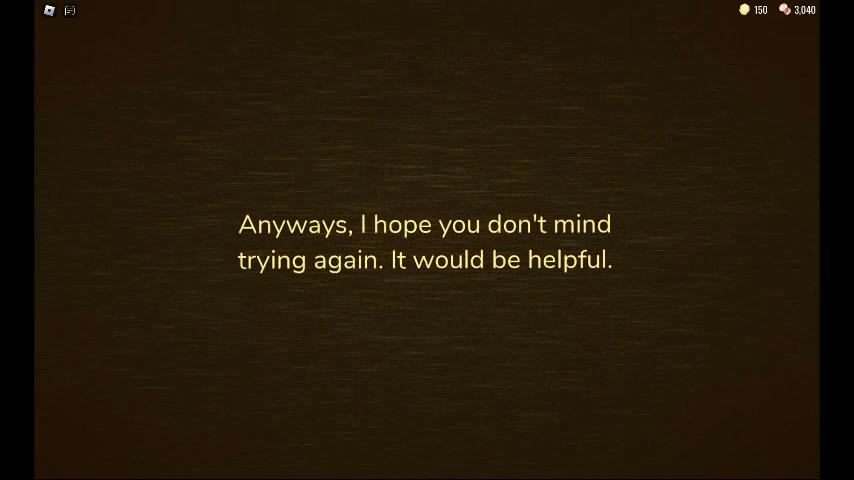 150 3,040
Anyways, I hope you don't mind
trying again. It would be helpful.